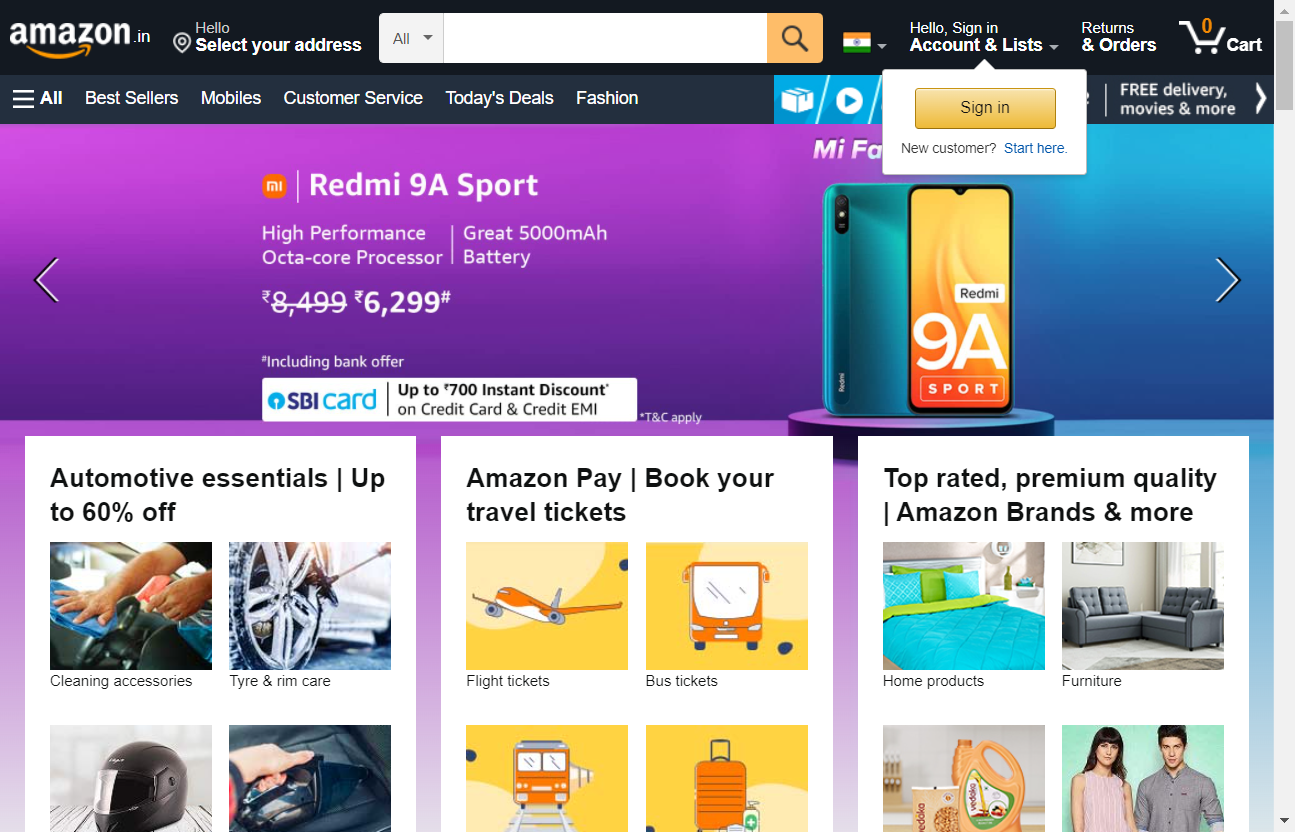 amazon.in
Hello
Select your address
All
Hello, Sign in
Account & Lists
Returns
& Orders
0
Cart
All
Best Sellers
Mobiles
Customer Service
Today's Deals
Fashion
FREE delivery,
movies & more
Sign in
New customer? Start here.
Mi Fa
mi
Redmi 9A Sport
High Performance
Octa-core Processor
Great 5000mAh
Battery
₹8,499 ₹6,299#
#Including bank offer
SBI card
Up to ₹700 Instant Discount*
on Credit Card & Credit EMI
*T&C apply
Redmi
Redmi
9A
SPORT
Automotive essentials | Up
to 60% off
Amazon Pay | Book your
travel tickets
Top rated, premium quality
| Amazon Brands & more
Cleaning accessories
Tyre & rim care
Flight tickets
Bus tickets
Home products
Furniture
vedaka
vedaka